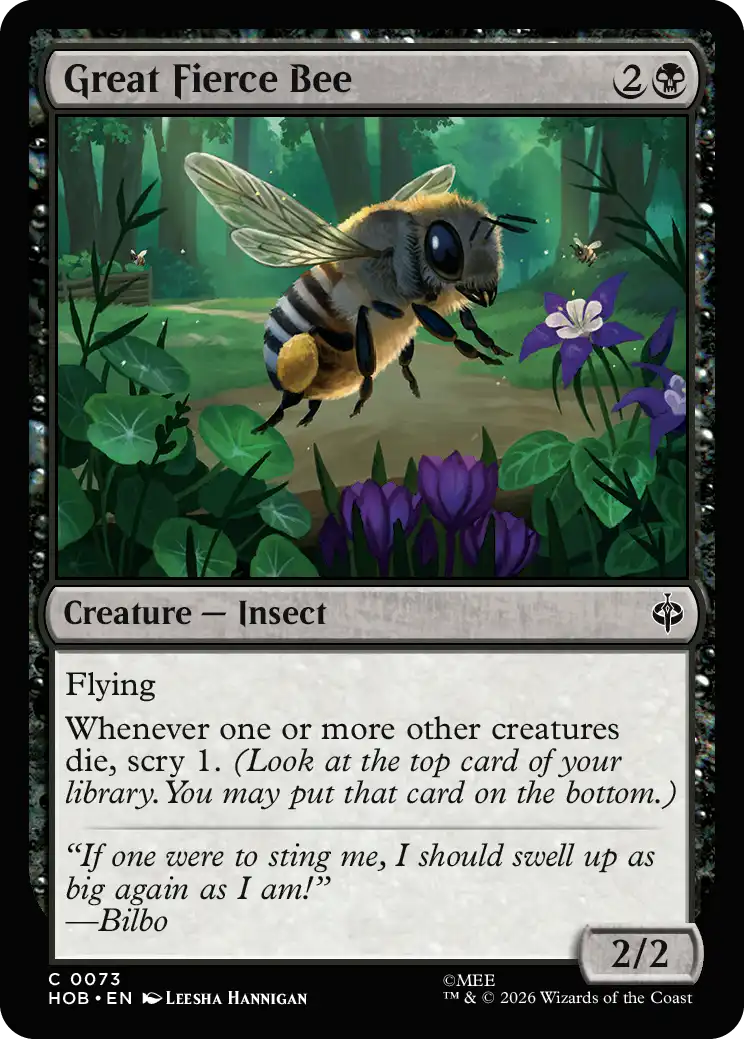 Great Fierce Bee 2
Creature — Insect
Flying
Whenever one or more other creatures
die, scry 1. (Look at the top card of your
library. You may put that card on the bottom.)
“If one were to sting me, I should swell up as
big again as I am!”
—Bilbo
2/2
C 0073 ©MEE
HOB • EN LEESHA HANNIGAN ™ & © 2026 Wizards of the Coast